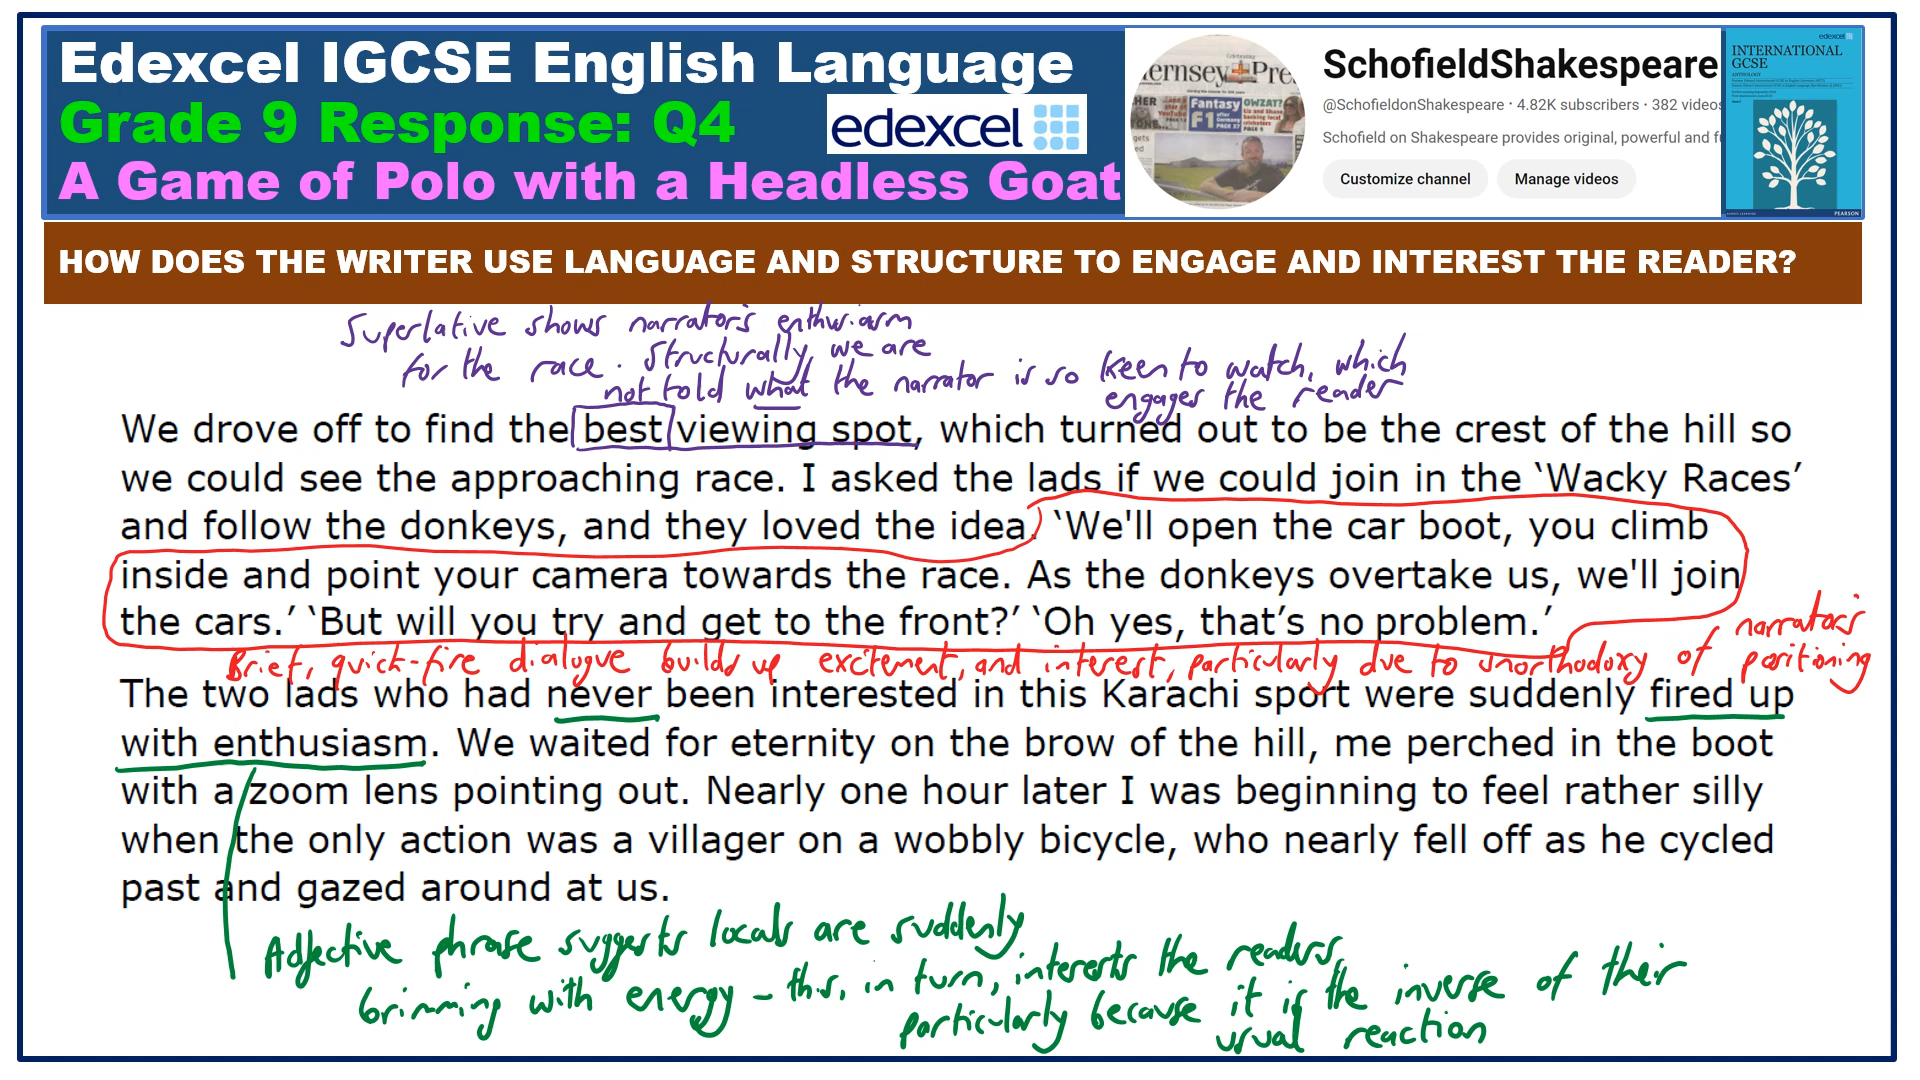 Edexcel IGCSE English Language
Grade 9 Response: Q4
edexcel
A Game of Polo with a Headless Goat
ernsey Pre
Fantasy
F1
OWZAT?
SchofieldShakespeare
@SchofieldonShakespeare · 4.82K subscribers · 382 videos
Schofield on Shakespeare provides original, powerful and fu
Customize channel
Manage videos
edexcel
INTERNATIONAL
GCSE
ANTHOLOGY
PEARSON
HOW DOES THE WRITER USE LANGUAGE AND STRUCTURE TO ENGAGE AND INTEREST THE READER?
Superlative shows narrator's enthusiasm
for the race. Structurally, we are
not told what the narrator is so keen to watch, which
engages the reader
We drove off to find the best viewing spot, which turned out to be the crest of the hill so
we could see the approaching race. I asked the lads if we could join in the ‘Wacky Races’
and follow the donkeys, and they loved the idea. ‘We'll open the car boot, you climb
inside and point your camera towards the race. As the donkeys overtake us, we'll join
the cars.’ ‘But will you try and get to the front?’ ‘Oh yes, that’s no problem.’
Brief, quick-fire dialogue builds up excitement, and interest, particularly due to unorthodoxy of narrator's
positioning
The two lads who had never been interested in this Karachi sport were suddenly fired up
with enthusiasm. We waited for eternity on the brow of the hill, me perched in the boot
with a zoom lens pointing out. Nearly one hour later I was beginning to feel rather silly
when the only action was a villager on a wobbly bicycle, who nearly fell off as he cycled
past and gazed around at us.
Adjective phrase suggests locals are suddenly
brimming with energy – this, in turn, interests the readers,
particularly because it is the inverse of their
usual reaction